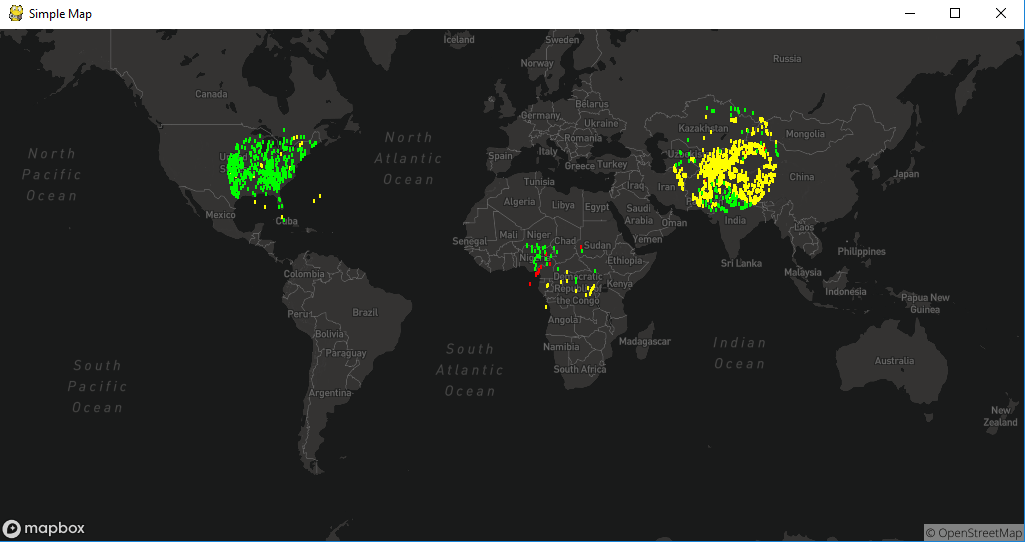 Simple Map
Iceland
Sweden
Norway
Russia
Canada
Belarus
Germany
Ukraine
Kazakhstan
Mongolia
Romania
North
Pacific
Ocean
North
Atlantic
Ocean
Spain
Italy
Greece
Turkey
China
Japan
Tunisia
Iraq
Iran
Algeria
Libya
Egypt
Saudi
Arabia
Oman
India
Mexico
Cuba
Laos
Senegal
Mali
Niger
Chad
Sudan
Yemen
Philippines
Ethiopia
Sri Lanka
Malaysia
Colombia
Democratic
Republic of
the Congo
Kenya
Indonesia
Papua New
Guinea
Peru
Brazil
Angola
Bolivia
Namibia
Madagascar
Paraguay
South
Pacific
Ocean
South
Atlantic
Ocean
Indian
Ocean
South Africa
Australia
Argentina
New
Zealand
mapbox
© OpenStreetMap